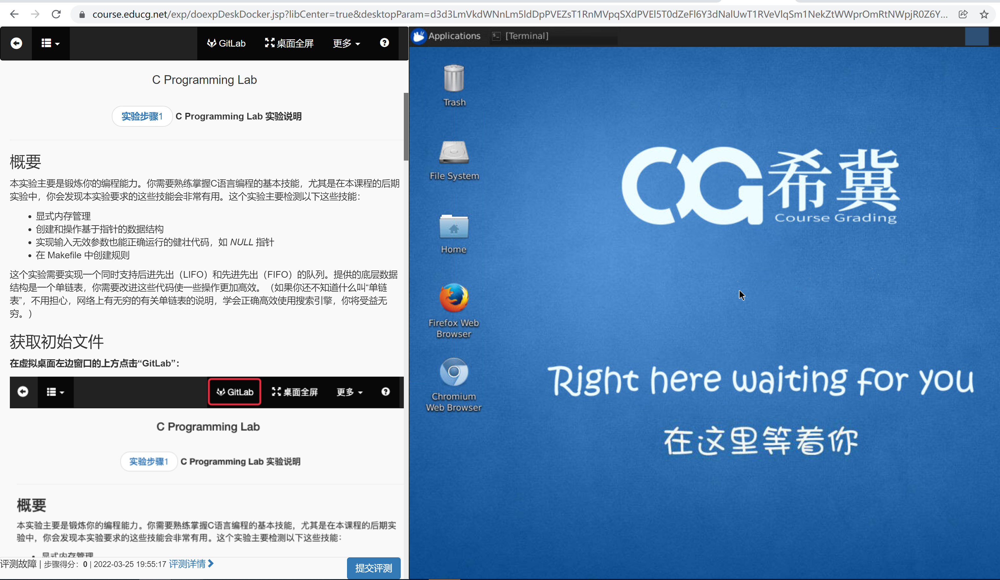 course.educg.net/exp/doexpDeskDocker.jsp?libCenter=true&desktopParam=d3d3LmVkdWNnLm5ldDpPVEZsT1RnMVpqSXdPVEl5T0dZeFl6Y3dNalUwT1RVeVlqSm1NekZtWWprOmRtNWpjR0Z6Y...
GitLab
桌面全屏
更多
C Programming Lab
实验步骤1 C Programming Lab 实验说明
概要
本实验主要是锻炼你的编程能力。你需要熟练掌握C语言编程的基本技能，尤其是在本课程的后期
实验中，你会发现本实验要求的这些技能会非常有用。这个实验主要检测以下这些技能：
• 显式内存管理
• 创建和操作基于指针的数据结构
• 实现输入无效参数也能正确运行的健壮代码，如 NULL 指针
• 在 Makefile 中创建规则
这个实验需要实现一个同时支持后进先出（LIFO）和先进先出（FIFO）的队列。提供的底层数据
结构是一个单链表，你需要改进这些代码使一些操作更加高效。（如果你还不知道什么叫“单链
表”，不用担心，网络上有无穷的有关单链表的说明，学会正确高效使用搜索引擎，你将受益无
穷。）
获取初始文件
在虚拟桌面左边窗口的上方点击“GitLab”：
GitLab
桌面全屏
更多
C Programming Lab
实验步骤1 C Programming Lab 实验说明
概要
本实验主要是锻炼你的编程能力。你需要熟练掌握C语言编程的基本技能，尤其是在本课程的后期实
验中，你会发现本实验要求的这些技能会非常有用。这个实验主要检测以下这些技能：
• 显式内存管理
评测故障 | 步骤得分：0 | 2022-03-25 19:55:17 评测详情
提交评测
Applications
[Terminal]
Trash
File System
Home
Firefox Web
Browser
Chromium
Web Browser
CG希冀
Course Grading
Right here waiting for you
在这里等着你